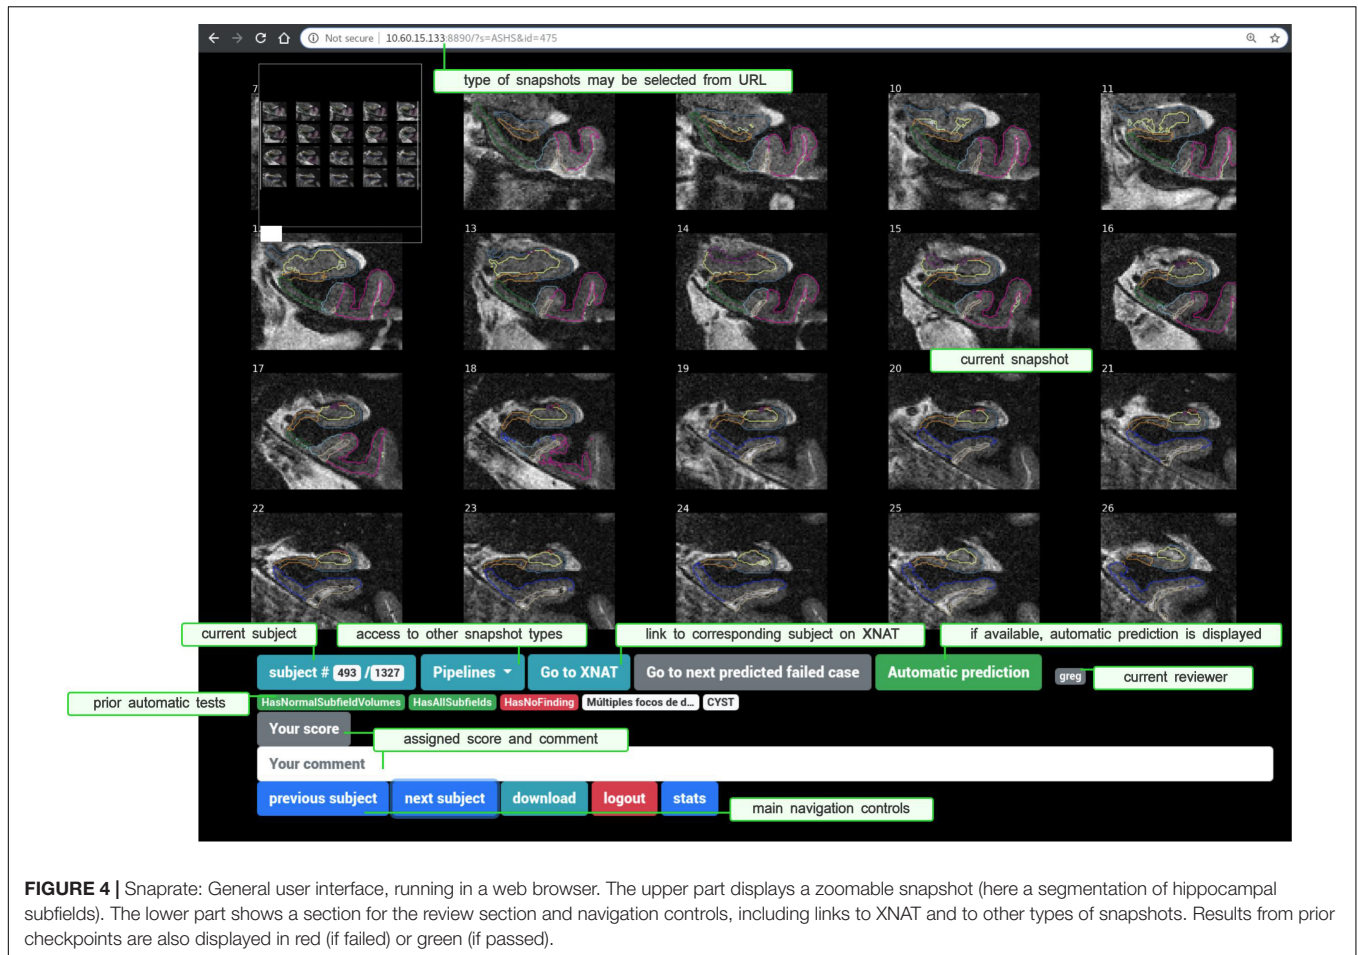 Not secure | 10.60.15.133:8890/?s=ASHS&id=475
type of snapshots may be selected from URL
7
10
11
12
13
14
15
16
current snapshot
17
18
19
20
21
22
23
24
25
26
current subject
access to other snapshot types
link to corresponding subject on XNAT
if available, automatic prediction is displayed
subject # 493 / 1327
Pipelines
Go to XNAT
Go to next predicted failed case
Automatic prediction
greg
current reviewer
prior automatic tests
HasNormalSubfieldVolumes
HasAllSubfields
HasNoFinding
Múltiples focos de d...
CYST
Your score
assigned score and comment
Your comment
previous subject
next subject
download
logout
stats
main navigation controls
FIGURE 4 | Snaprate: General user interface, running in a web browser. The upper part displays a zoomable snapshot (here a segmentation of hippocampal
subfields). The lower part shows a section for the review section and navigation controls, including links to XNAT and to other types of snapshots. Results from prior
checkpoints are also displayed in red (if failed) or green (if passed).